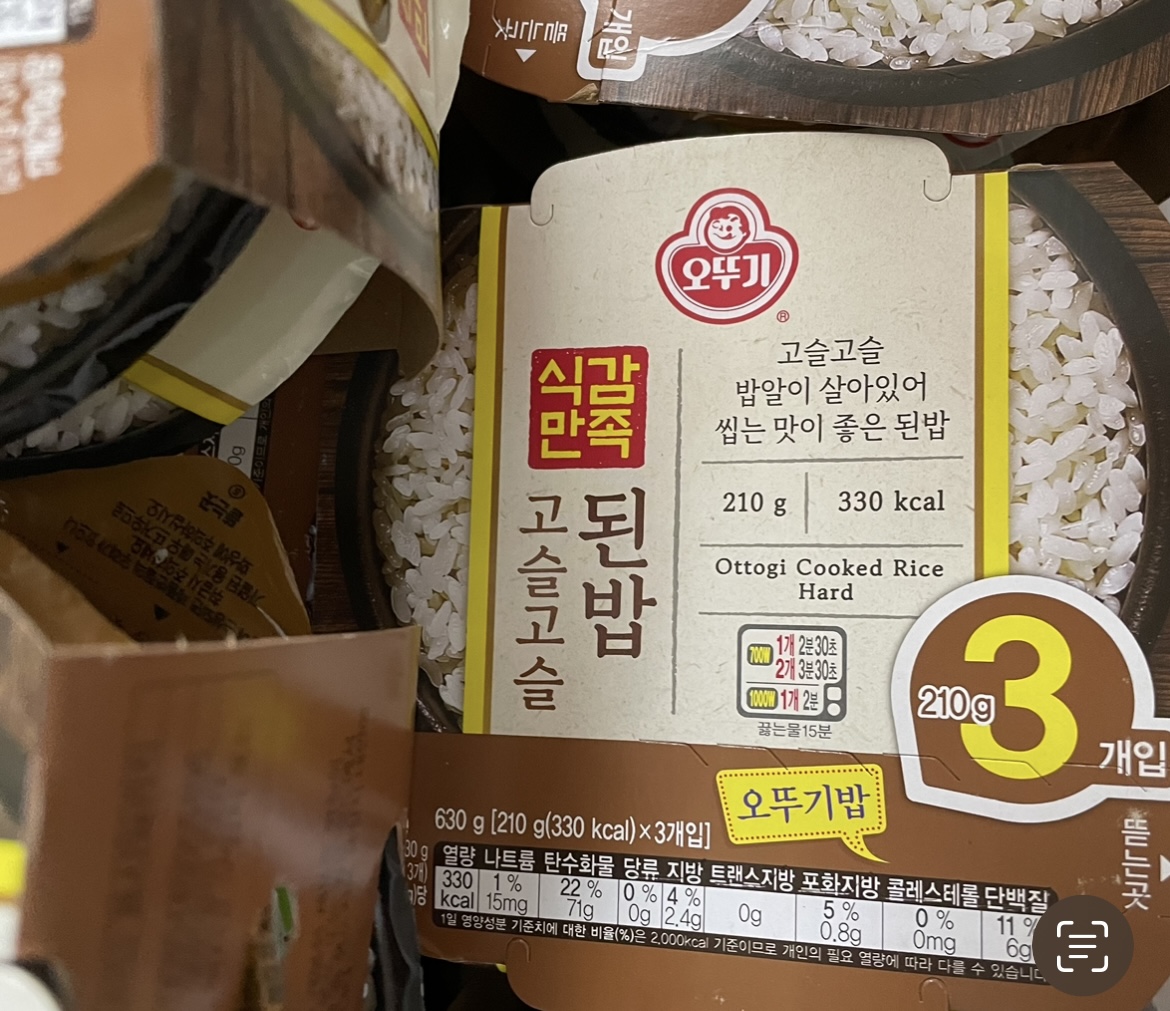 뜯는곳
개입
오뚜기
®
식감
만족
된밥
고슬고슬
고슬고슬
밥알이 살아있어
씹는 맛이 좋은 된밥
210 g 330 kcal
Ottogi Cooked Rice
Hard
700W 1개 2분30초
2개 3분30초
1000W 1개 2분
끓는물15분
210g 3개입
오뚜기밥
뜯는곳
630 g [210 g(330 kcal)×3개입]
열량 나트륨 탄수화물 당류 지방 트랜스지방 포화지방 콜레스테롤 단백질
330 1 % 22 % 0 % 4 % 0g 5 % 0 % 11 %
kcal 15mg 71g 0g 2.4g 0.8g 0mg 6g
1일 영양성분 기준치에 대한 비율(%)은 2,000kcal 기준이므로 개인의 필요 열량에 따라 다를 수 있습니다